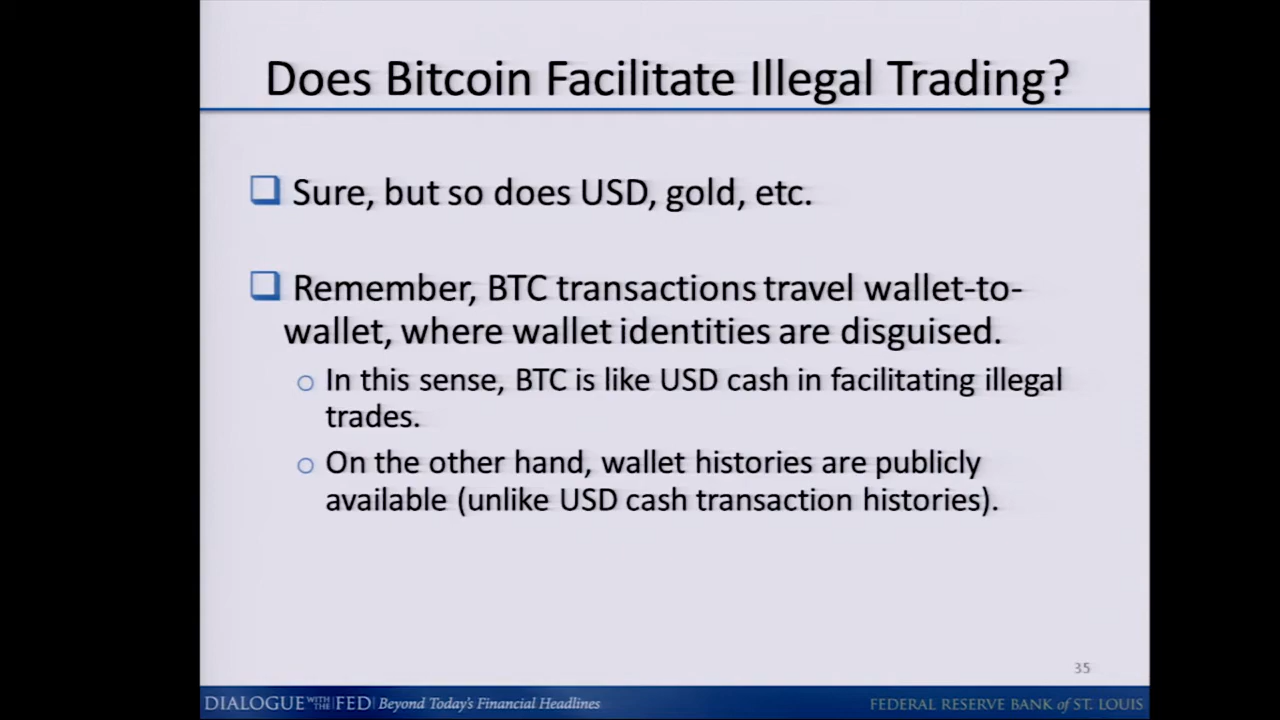 Does Bitcoin Facilitate Illegal Trading?
Sure, but so does USD, gold, etc.
Remember, BTC transactions travel wallet-to-
wallet, where wallet identities are disguised.
In this sense, BTC is like USD cash in facilitating illegal
trades.
On the other hand, wallet histories are publicly
available (unlike USD cash transaction histories).
35
DIALOGUE WITH THE FED Beyond Today's Financial Headlines
FEDERAL RESERVE BANK of ST. LOUIS